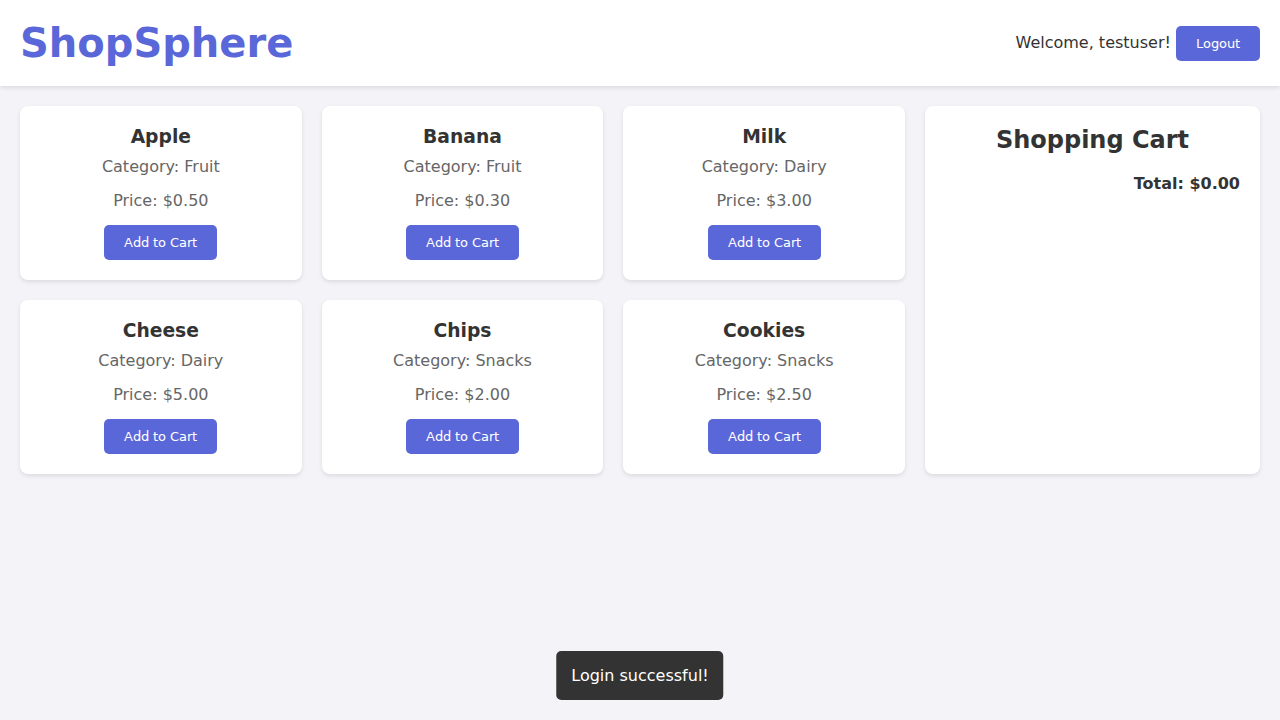 ShopSphere
Welcome, testuser! Logout
Apple
Category: Fruit
Price: $0.50
Add to Cart
Banana
Category: Fruit
Price: $0.30
Add to Cart
Milk
Category: Dairy
Price: $3.00
Add to Cart
Cheese
Category: Dairy
Price: $5.00
Add to Cart
Chips
Category: Snacks
Price: $2.00
Add to Cart
Cookies
Category: Snacks
Price: $2.50
Add to Cart
Shopping Cart
Total: $0.00
Login successful!